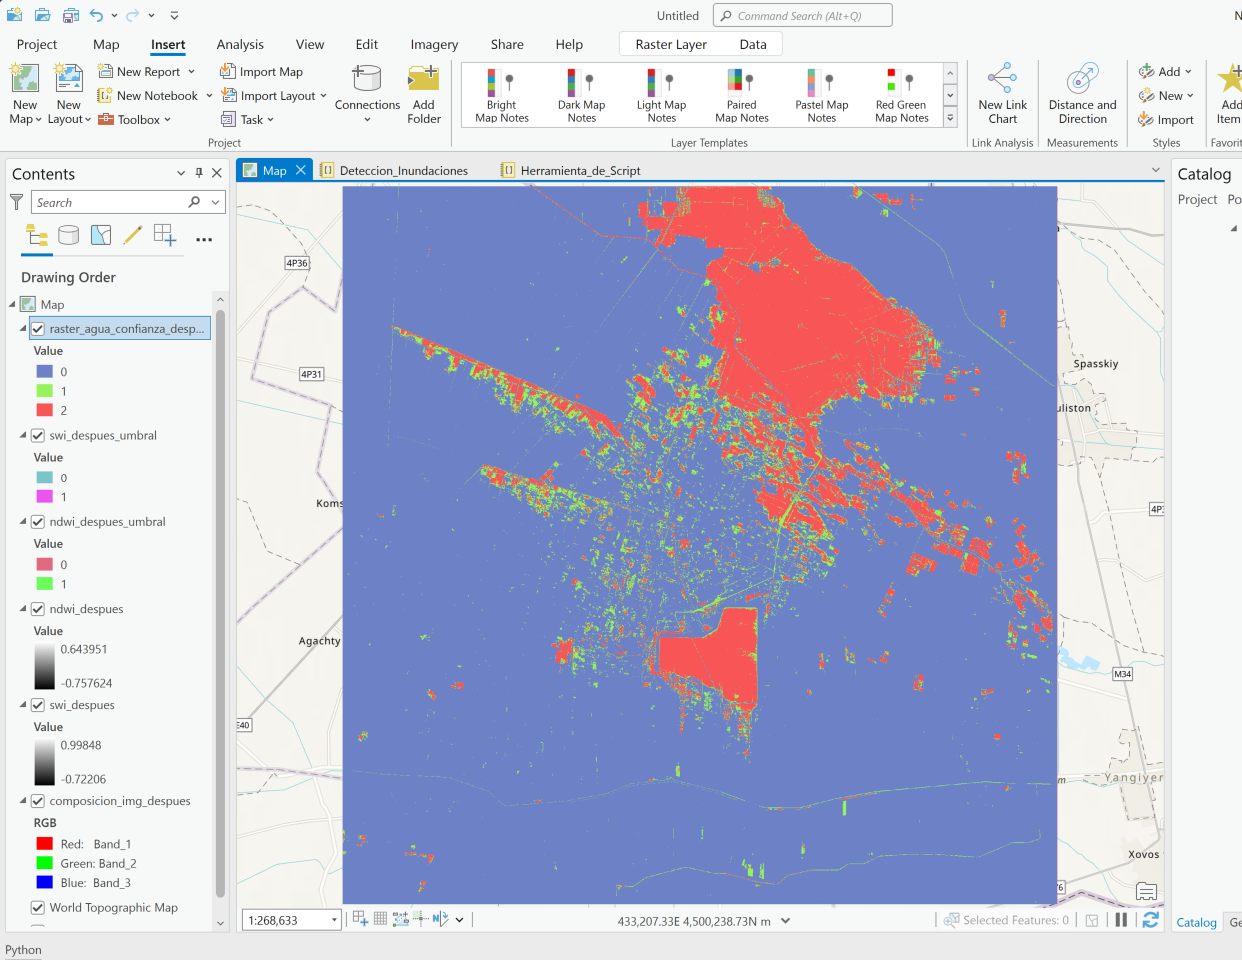 Untitled
Command Search (Alt+Q)
Project
Map
Insert
Analysis
View
Edit
Imagery
Share
Help
Raster Layer
Data
New Map
New Layout
New Report
New Notebook
Toolbox
Import Map
Import Layout
Task
Connections
Add Folder
Project
Bright Map Notes
Dark Map Notes
Light Map Notes
Paired Map Notes
Pastel Map Notes
Red Green Map Notes
Layer Templates
New Link Chart
Link Analysis
Distance and Direction
Measurements
Add
New
Import
Styles
Add
Item
Favorit
Contents
Search
Drawing Order
Map
raster_agua_confianza_desp...
Value
0
1
2
swi_despues_umbral
Value
0
1
ndwi_despues_umbral
Value
0
1
ndwi_despues
Value
0.643951
-0.757624
swi_despues
Value
0.99848
-0.72206
composicion_img_despues
RGB
Red: Band_1
Green: Band_2
Blue: Band_3
World Topographic Map
Map
Deteccion_Inundaciones
Herramienta_de_Script
4P36
4P31
Koms
Agachty
E40
Spasskiy
uliston
4P3
M34
Yangiyer
m
Xovos
1:268,633
433,207.33E 4,500,238.73N m
Selected Features: 0
Catalog
Project
Po
Catalog
Ge
Python